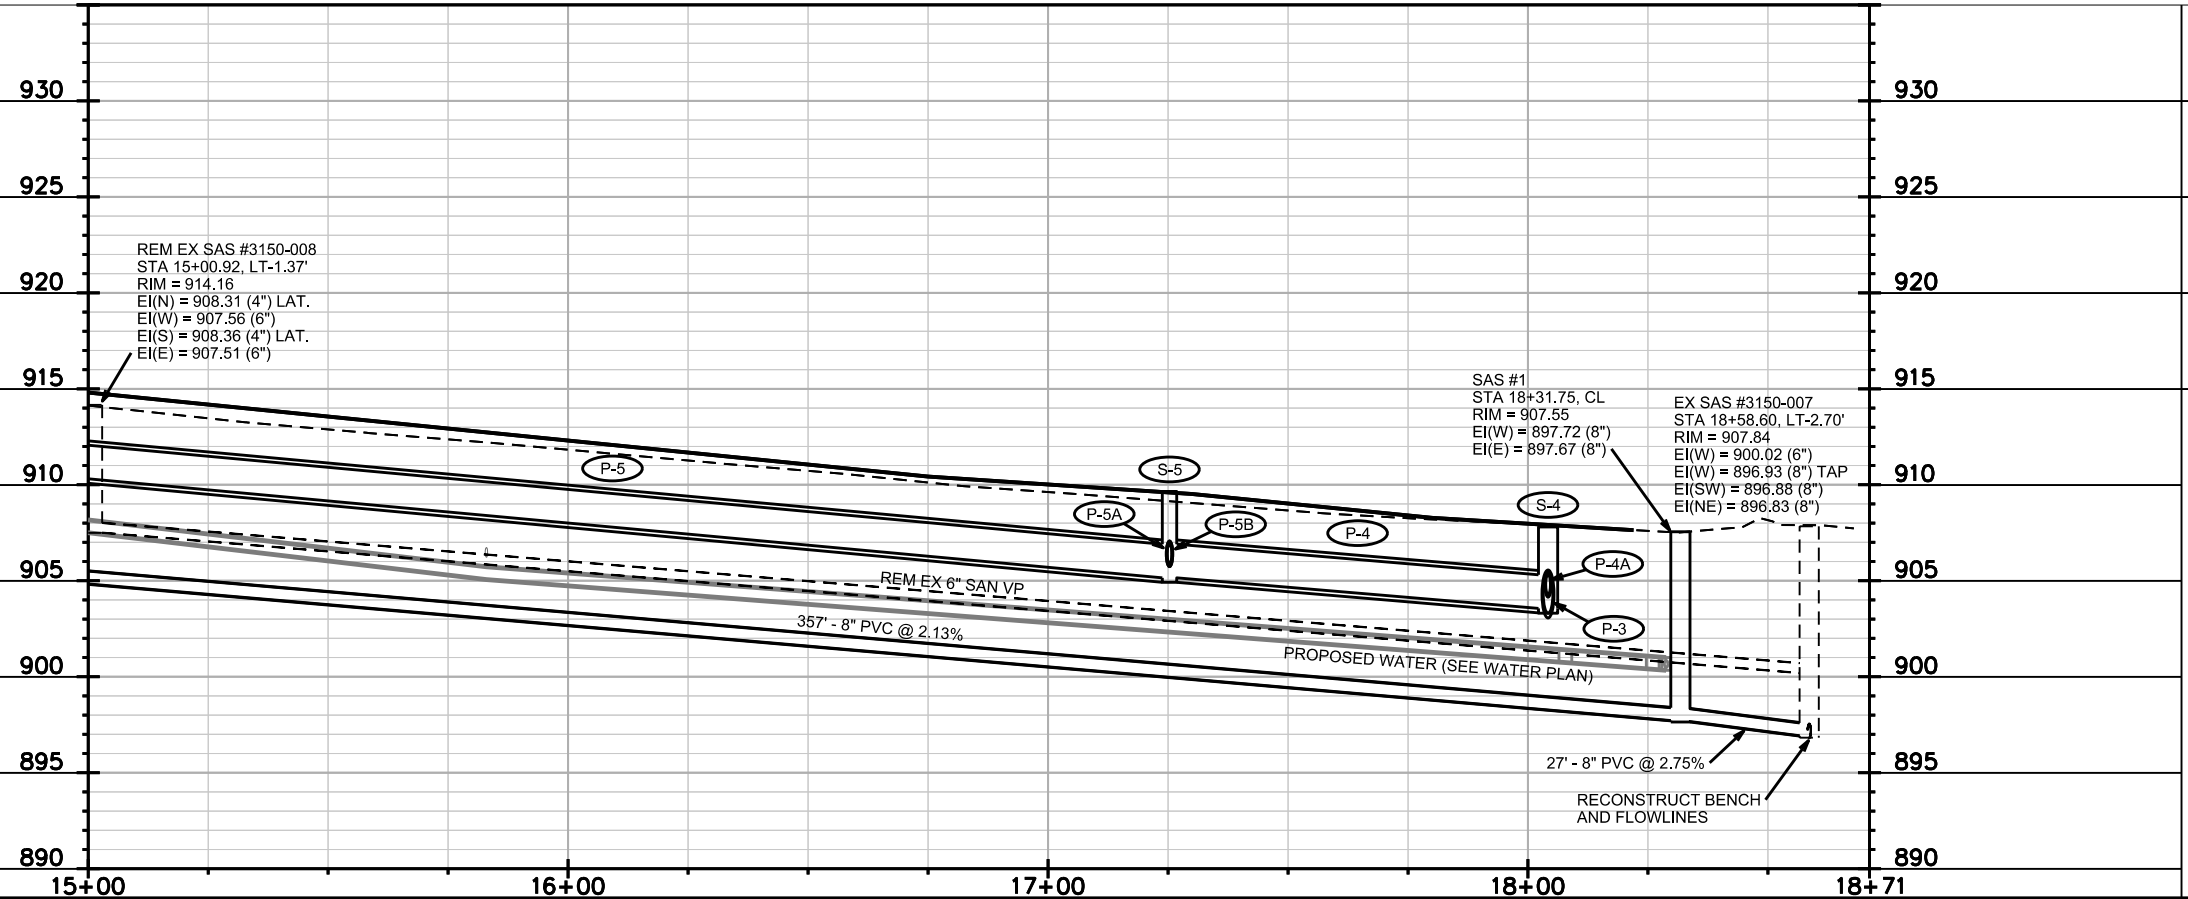 930
930
925
925
920
920
915
915
910
910
905
905
900
900
895
895
890
890
REM EX SAS #3150-008
STA 15+00.92, LT-1.37'
RIM = 914.16
EI(N) = 908.31 (4") LAT.
EI(W) = 907.56 (6")
EI(S) = 908.36 (4") LAT.
EI(E) = 907.51 (6")
SAS #1
STA 18+31.75, CL
RIM = 907.55
EI(W) = 897.72 (8")
EI(E) = 897.67 (8")
EX SAS #3150-007
STA 18+58.60, LT-2.70'
RIM = 907.84
EI(W) = 900.02 (6")
EI(W) = 896.93 (8") TAP
EI(SW) = 896.88 (8")
EI(NE) = 896.83 (8")
P-5
S-5
P-5A
P-5B
P-4
S-4
P-4A
P-3
REM EX 6" SAN VP
357' - 8" PVC @ 2.13%
PROPOSED WATER (SEE WATER PLAN)
27' - 8" PVC @ 2.75%
RECONSTRUCT BENCH
AND FLOWLINES
15+00
16+00
17+00
18+00
18+71